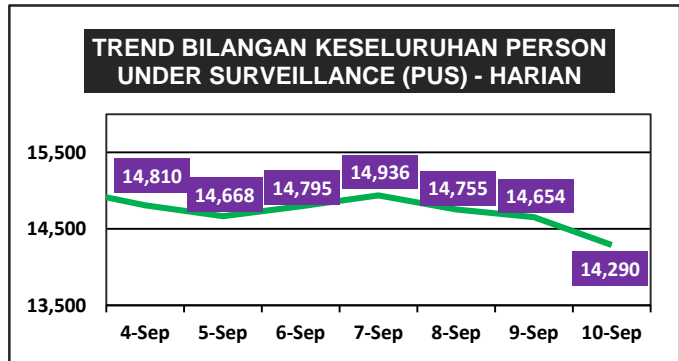 TREND BILANGAN KESELURUHAN PERSON
UNDER SURVEILLANCE (PUS) - HARIAN
15,500
14,500
13,500
14,810
14,668
14,795
14,936
14,755
14,654
14,290
4-Sep
5-Sep
6-Sep
7-Sep
8-Sep
9-Sep
10-Sep